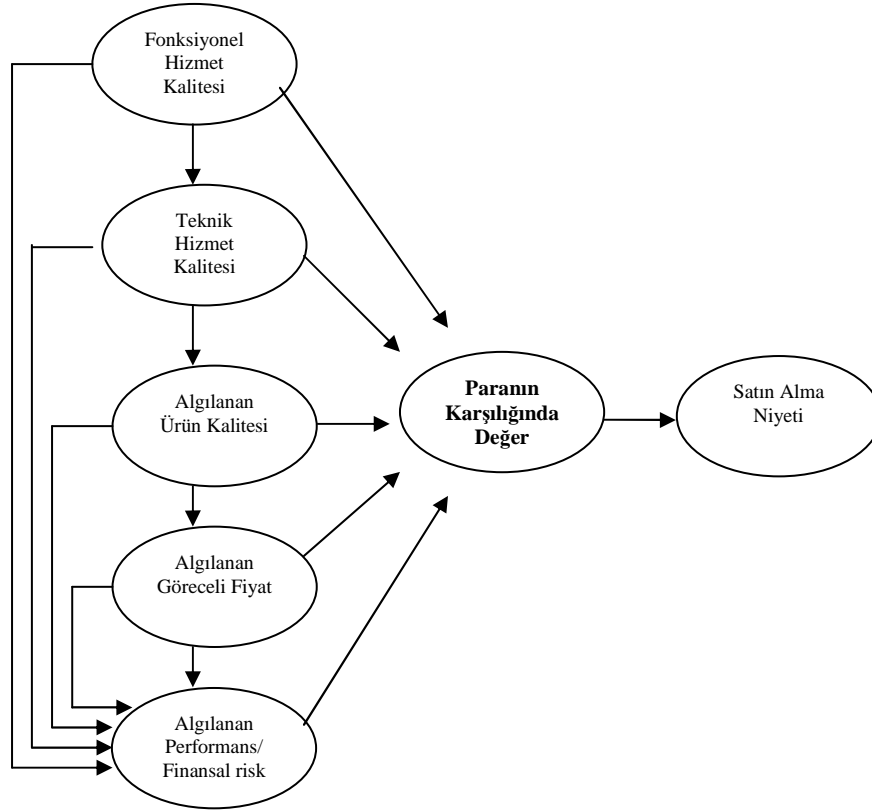 Fonksiyonel
Hizmet
Kalitesi
Teknik
Hizmet
Kalitesi
Algılanan
Ürün Kalitesi
Algılanan
Göreceli Fiyat
Algılanan
Performans/
Finansal risk
Paranın
Karşılığında
Değer
Satın Alma
Niyeti